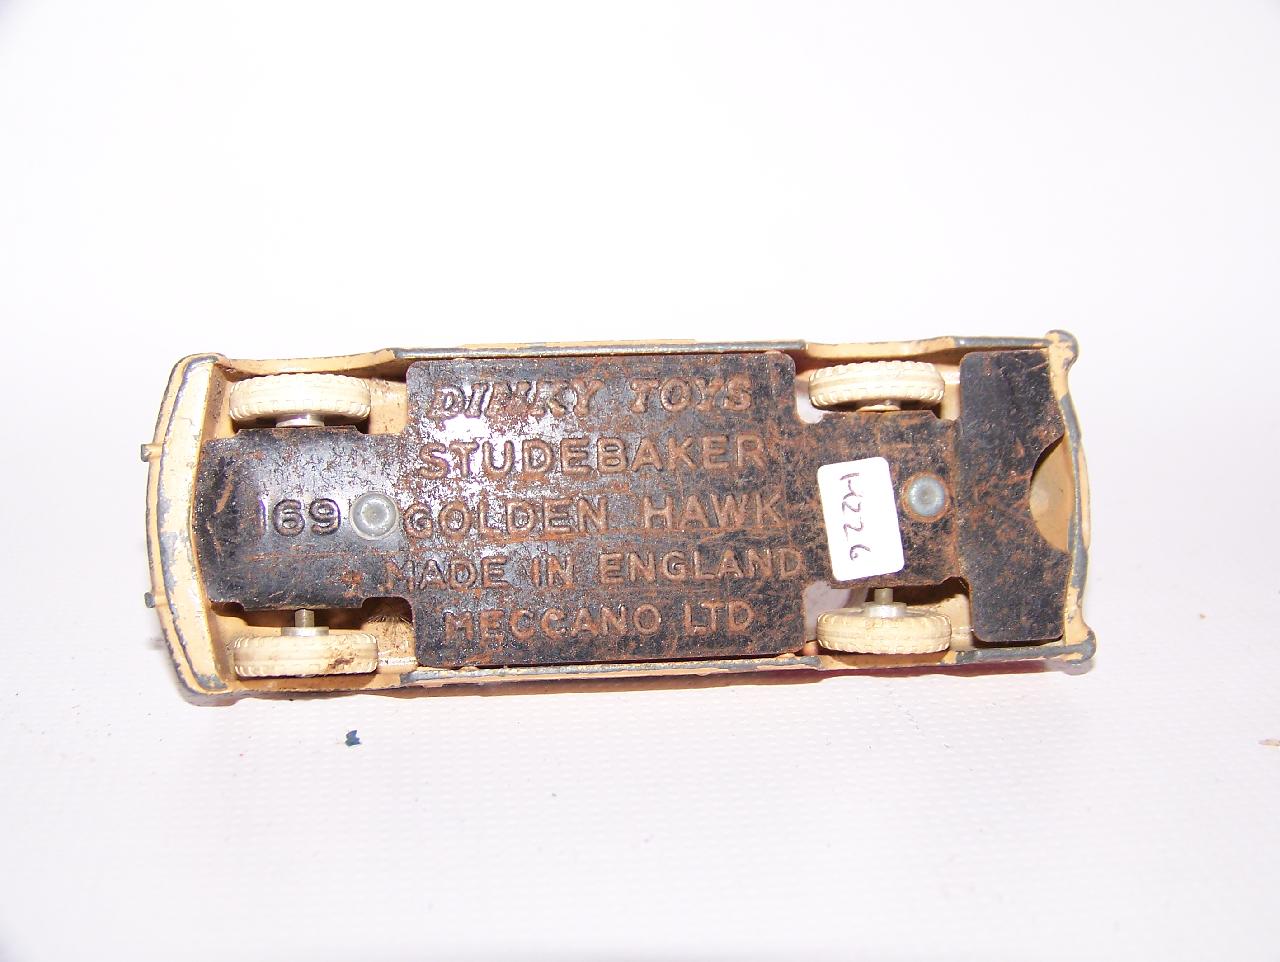 DINKY TOYS
STUDEBAKER
169 GOLDEN HAWK
MADE IN ENGLAND
MECCANO LTD
H226